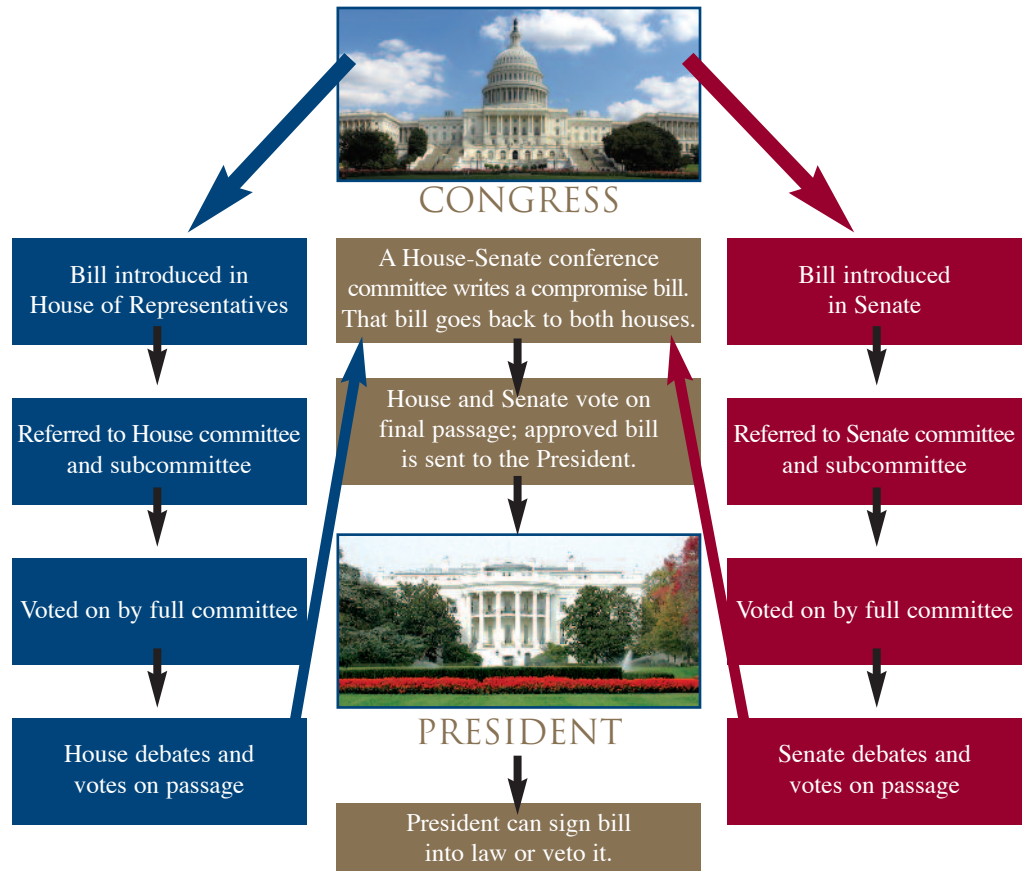 CONGRESS
Bill introduced in
House of Representatives
Referred to House committee
and subcommittee
Voted on by full committee
House debates and
votes on passage
Bill introduced
in Senate
Referred to Senate committee
and subcommittee
Voted on by full committee
Senate debates and
votes on passage
A House-Senate conference
committee writes a compromise bill.
That bill goes back to both houses.
House and Senate vote on
final passage; approved bill
is sent to the President.
PRESIDENT
President can sign bill
into law or veto it.